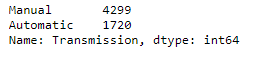 Manual       4299
Automatic    1720
Name: Transmission, dtype: int64